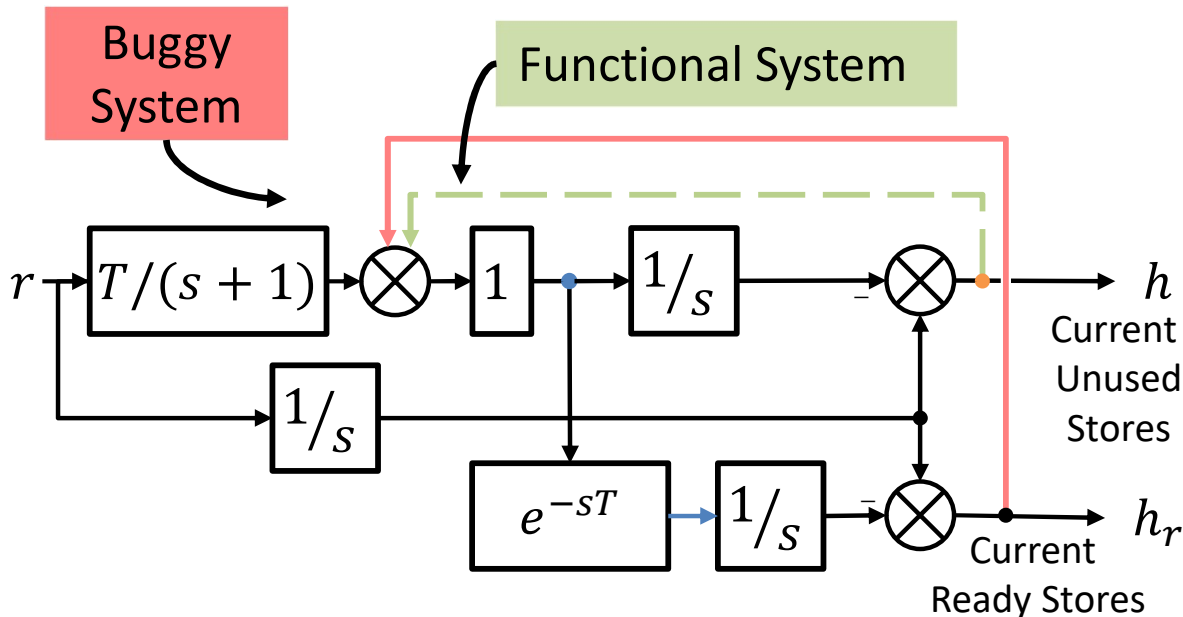 Buggy
System
Functional System
r
T/(s + 1)
1
1/s
−
h
Current
Unused
Stores
1/s
e^{-sT}
1/s
−
h_r
Current
Ready Stores